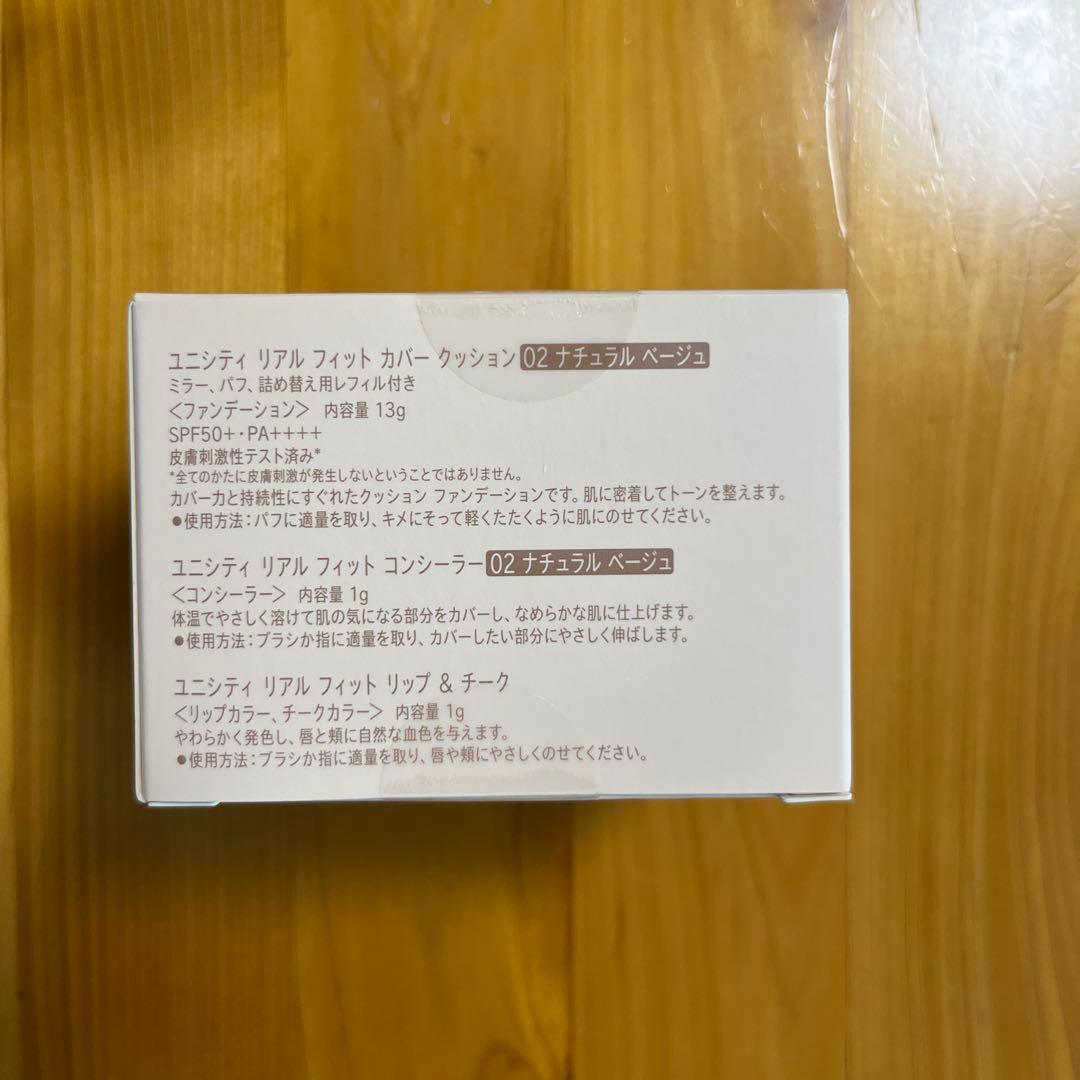 ユニシティ リアル フィット カバー クッション 02 ナチュラル ベージュ
ミラー、パフ、詰め替え用レフィル付き
<ファンデーション> 内容量 13g
SPF50+・PA++++
皮膚刺激性テスト済み*
*全てのかたに皮膚刺激が発生しないということではありません。
カバー力と持続性にすぐれたクッション ファンデーションです。肌に密着してトーンを整えます。
●使用方法：パフに適量を取り、キメにそって軽くたたくように肌にのせてください。
ユニシティ リアル フィット コンシーラー 02 ナチュラル ベージュ
<コンシーラー> 内容量 1g
体温でやさしく溶けて肌の気になる部分をカバーし、なめらかな肌に仕上げます。
●使用方法：ブラシか指に適量を取り、カバーしたい部分にやさしく伸ばします。
ユニシティ リアル フィット リップ & チーク
<リップカラー、チークカラー> 内容量 1g
やわらかく発色し、唇と頬に自然な血色を与えます。
●使用方法：ブラシか指に適量を取り、唇や頬にやさしくのせてください。